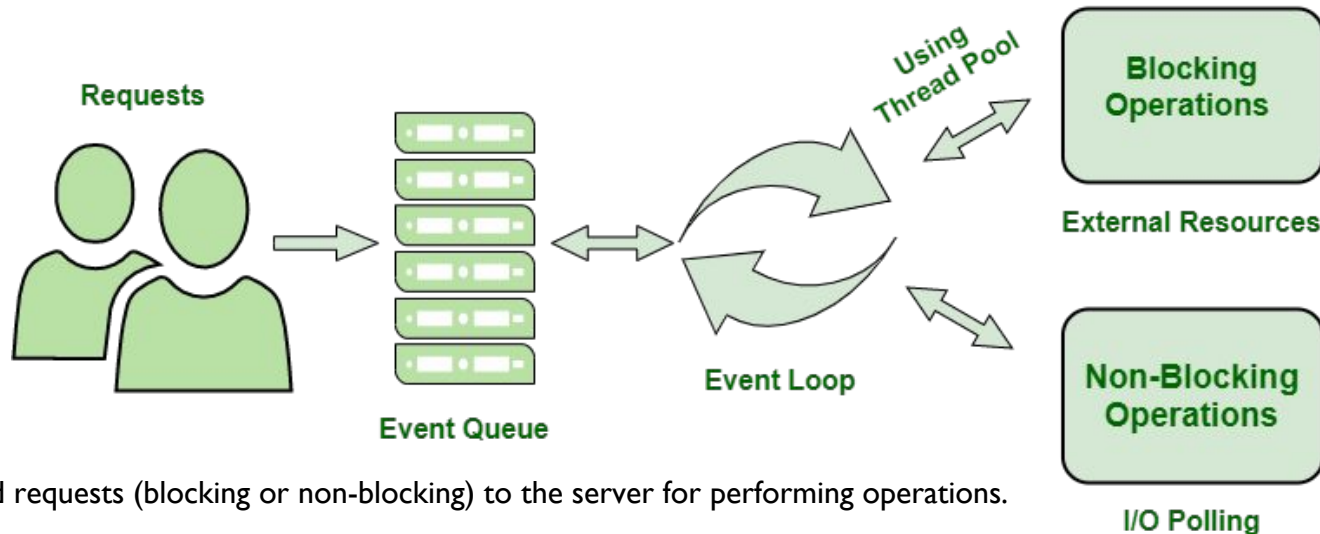 Requests
Event Queue
Event Loop
Using
Thread Pool
Blocking
Operations
External Resources
Non-Blocking
Operations
I/O Polling
requests (blocking or non-blocking) to the server for performing operations.